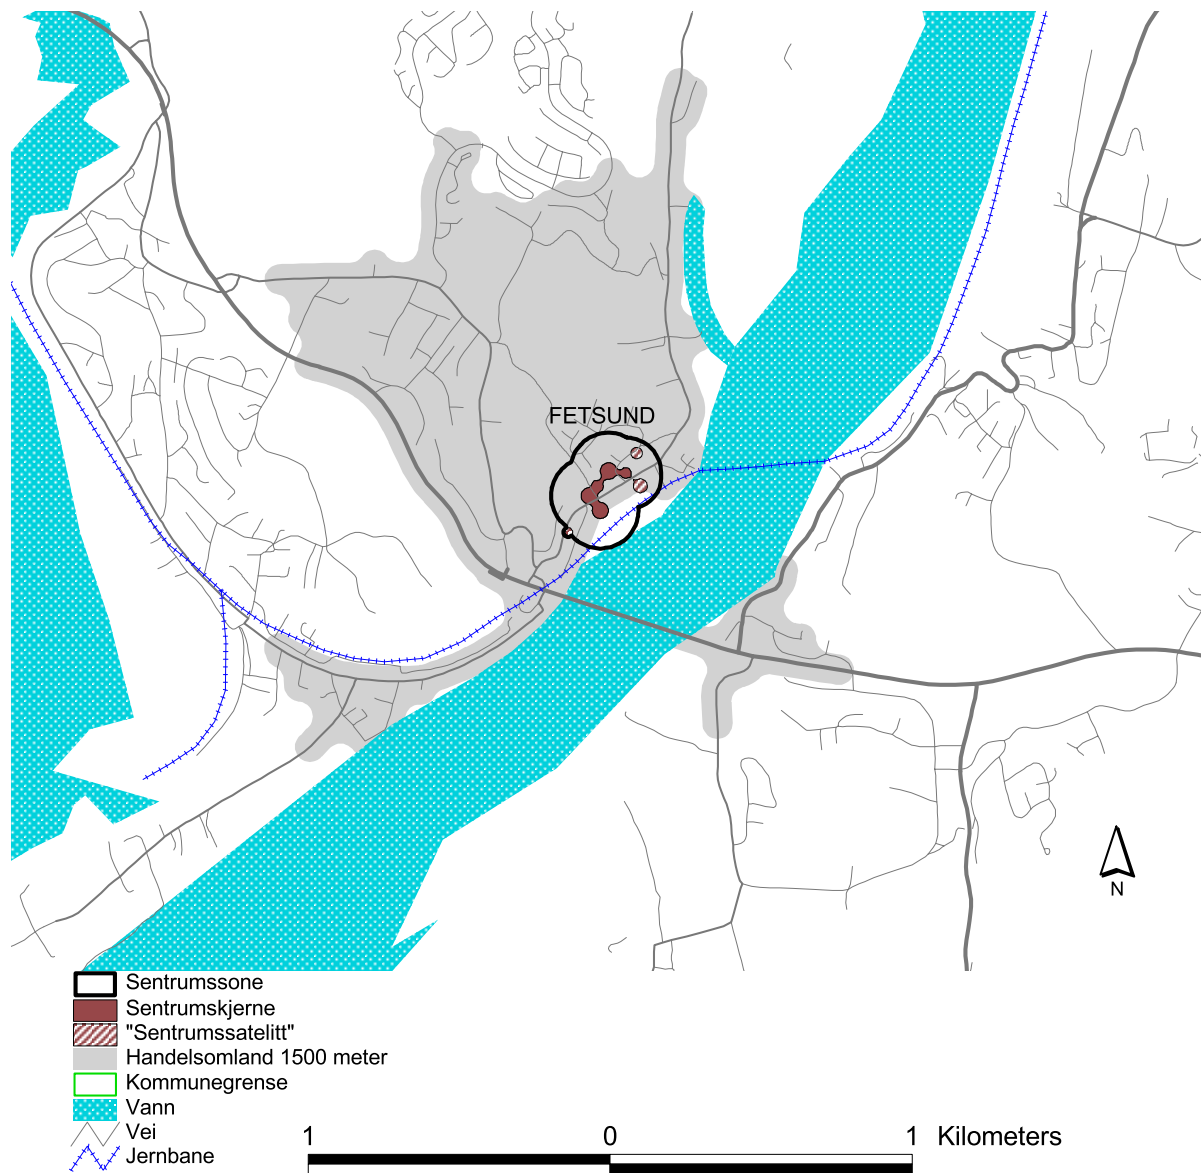 FETSUND
N
Sentrumssone
Sentrumskjerne
"Sentrumssatelitt"
Handelsomland 1500 meter
Kommunegrense
Vann
Vei
Jernbane
1 0 1 Kilometers